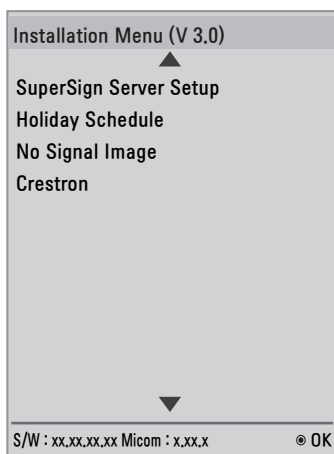 Installation Menu (V 3.0)
SuperSign Server Setup
Holiday Schedule
No Signal Image
Crestron
S/W : xx.xx.xx.xx Micom : x.xx.x ◉ OK